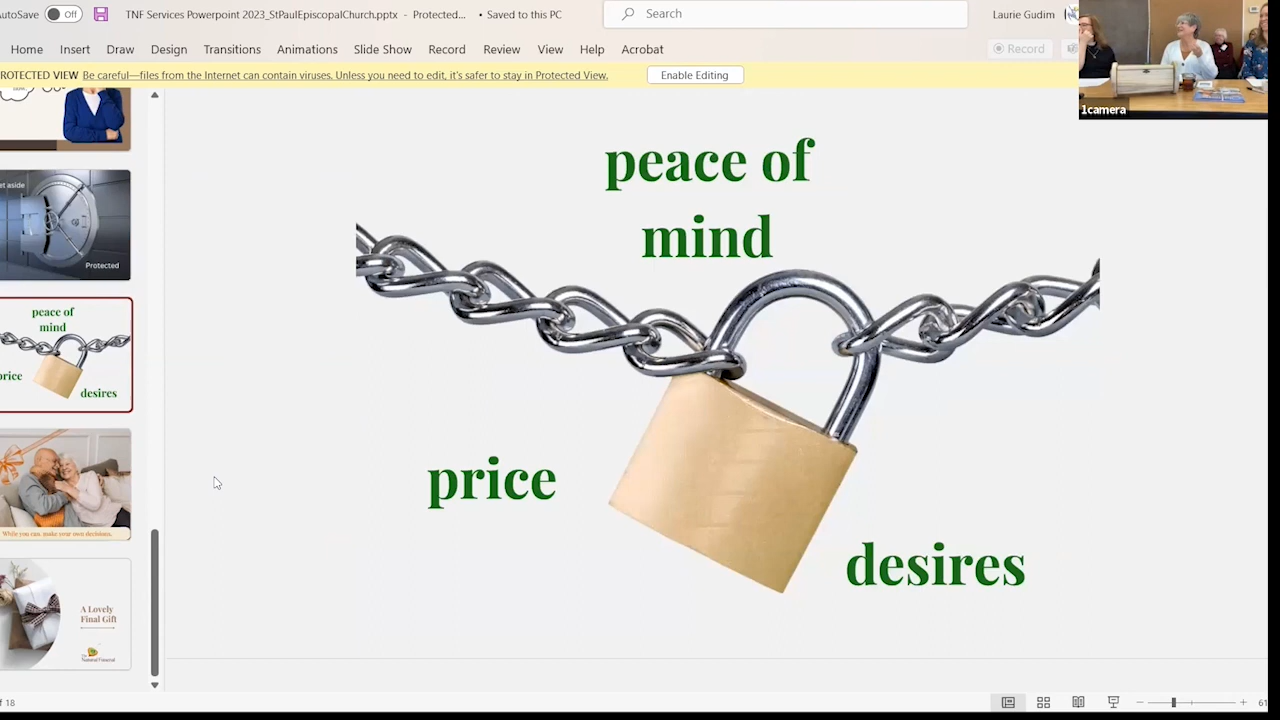 AutoSave Off TNF Services Powerpoint 2023_StPaulEpiscopalChurch.pptx - Protected... • Saved to this PC Search Laurie Gudim
Home Insert Draw Design Transitions Animations Slide Show Record Review View Help Acrobat Record
ROTECTED VIEW Be careful—files from the Internet can contain viruses. Unless you need to edit, it's safer to stay in Protected View. Enable Editing
1camera
et aside
Protected
peace of
mind
price
desires
While you can, make your own decisions.
A Lovely
Final Gift
peace of
mind
price
desires
f 18
61